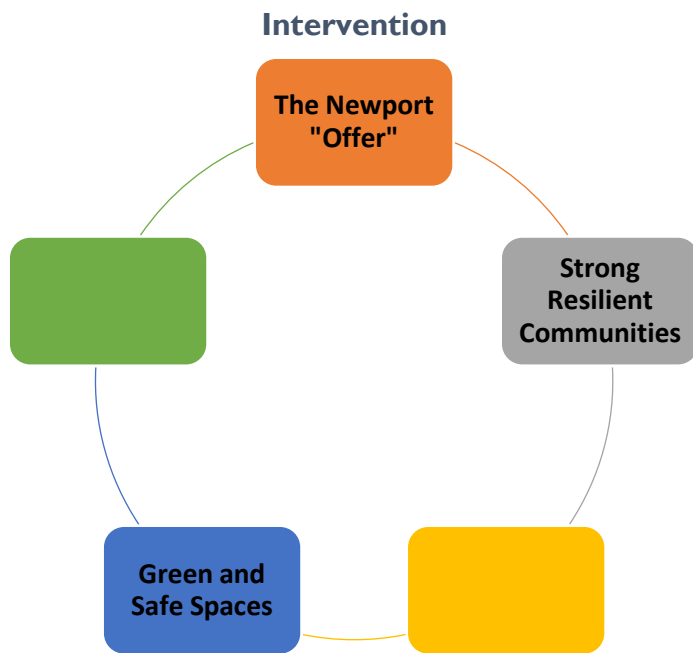 Intervention
The Newport
"Offer"
Strong
Resilient
Communities
Green and
Safe Spaces